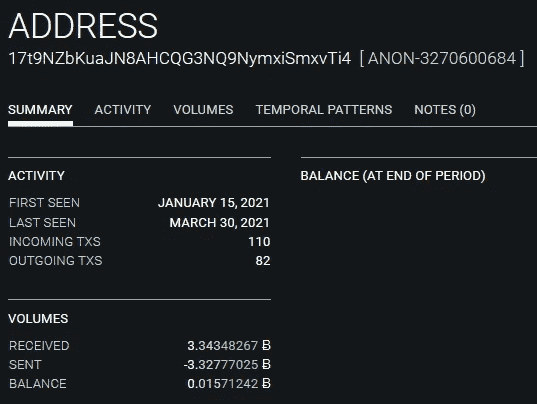 ADDRESS
17t9NZbKuaJN8AHCQG3NQ9NymxiSmxvTi4 [ ANON-3270600684 ]
SUMMARY ACTIVITY VOLUMES TEMPORAL PATTERNS NOTES (0)
ACTIVITY
FIRST SEEN JANUARY 15, 2021
LAST SEEN MARCH 30, 2021
INCOMING TXS 110
OUTGOING TXS 82
BALANCE (AT END OF PERIOD)
VOLUMES
RECEIVED 3.34348267 Ƀ
SENT -3.32777025 Ƀ
BALANCE 0.01571242 Ƀ